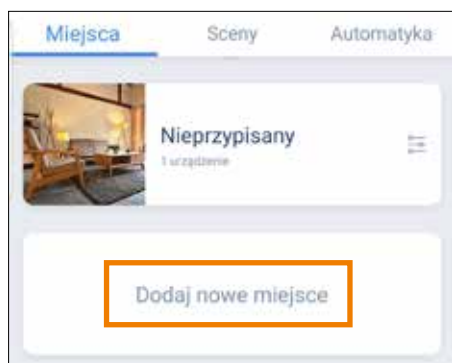 Miejsca Sceny Automatyka
Nieprzypisany
1 urządzenie
Dodaj nowe miejsce